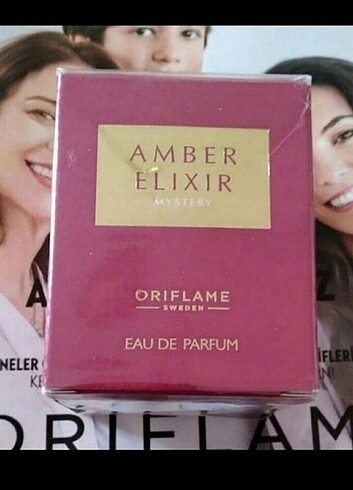 AMBER
ELIXIR
MYSTERY
ORIFLAME
SWEDEN
EAU DE PARFUM
ORIFLAM